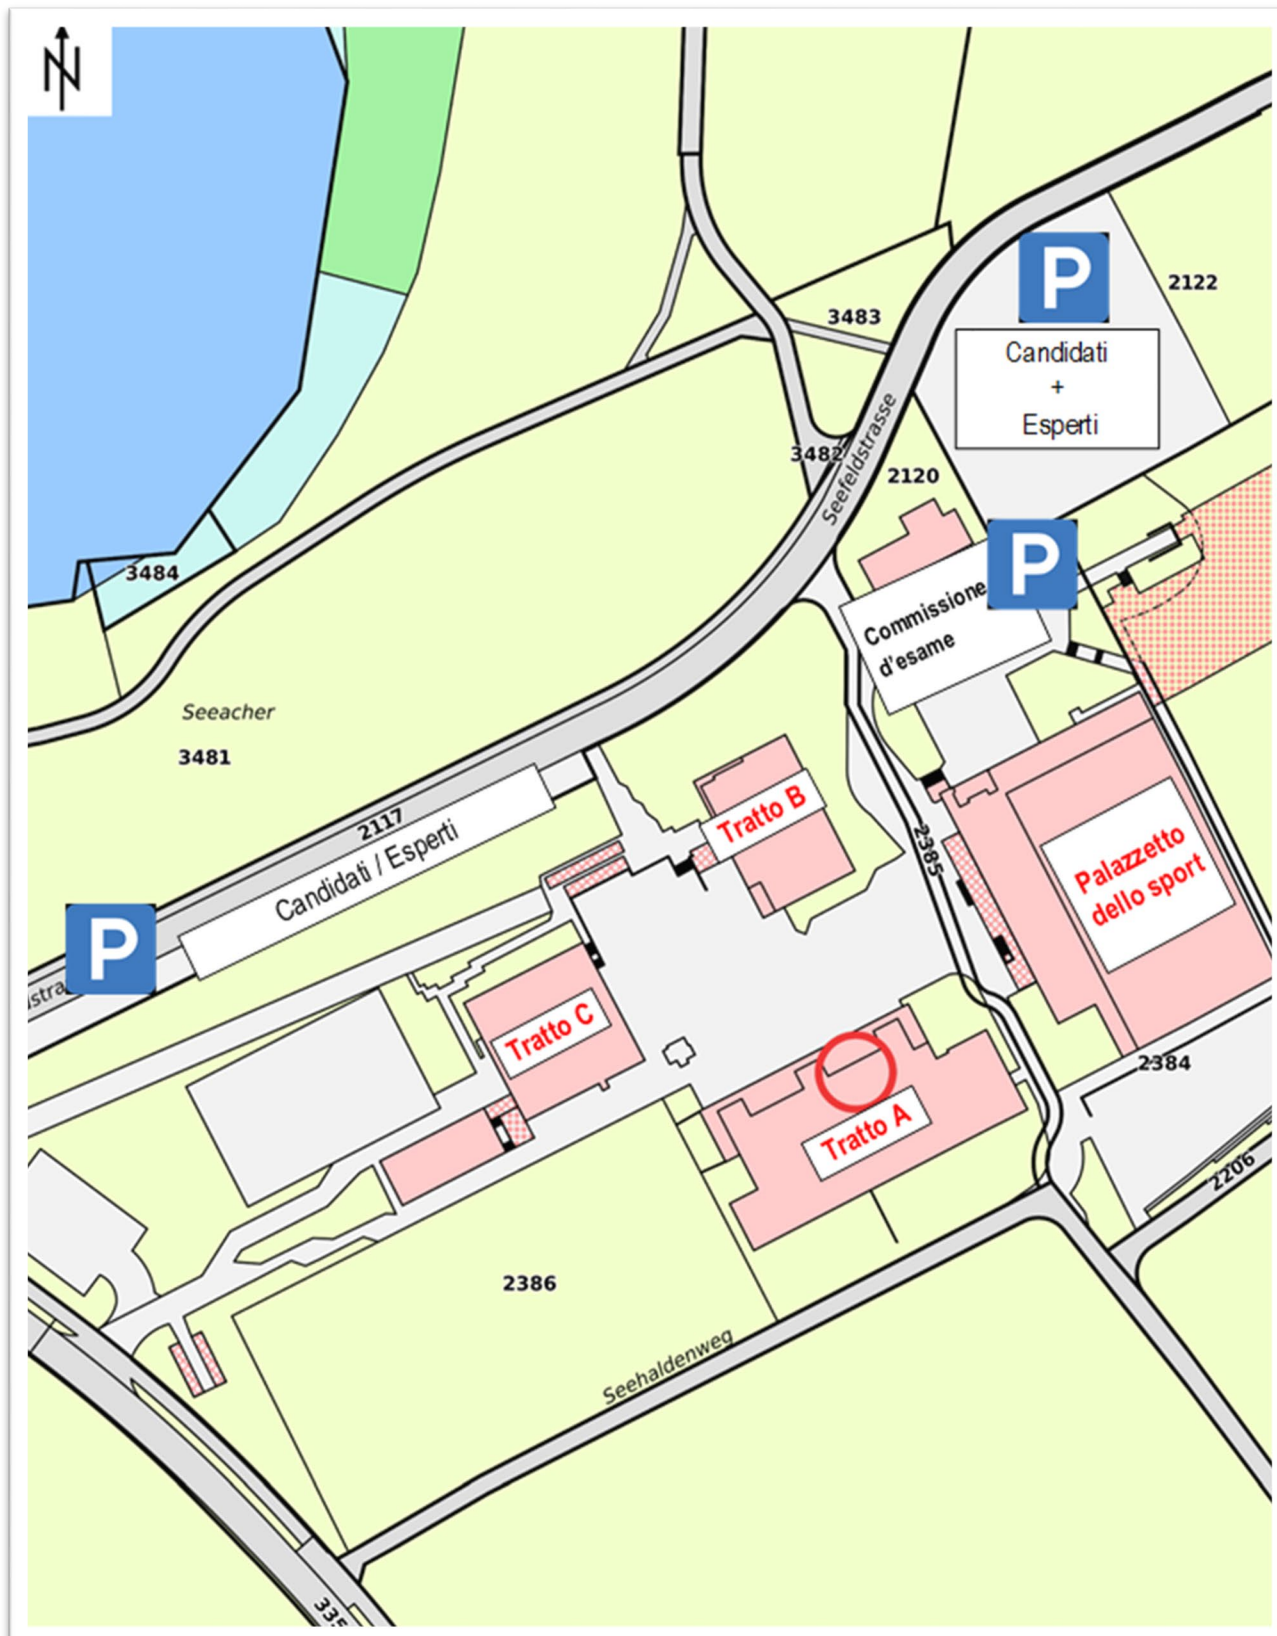 N
P
2122
3483
Candidati
+
Esperti
3482
Seefeldstrasse
2120
P
3484
Commissione
d'esame
Seeacher
3481
2117
Candidati / Esperti
Tratto B
2385
Palazzetto
dello sport
P
Tratto C
2384
Tratto A
2206
2386
Seehaldenweg